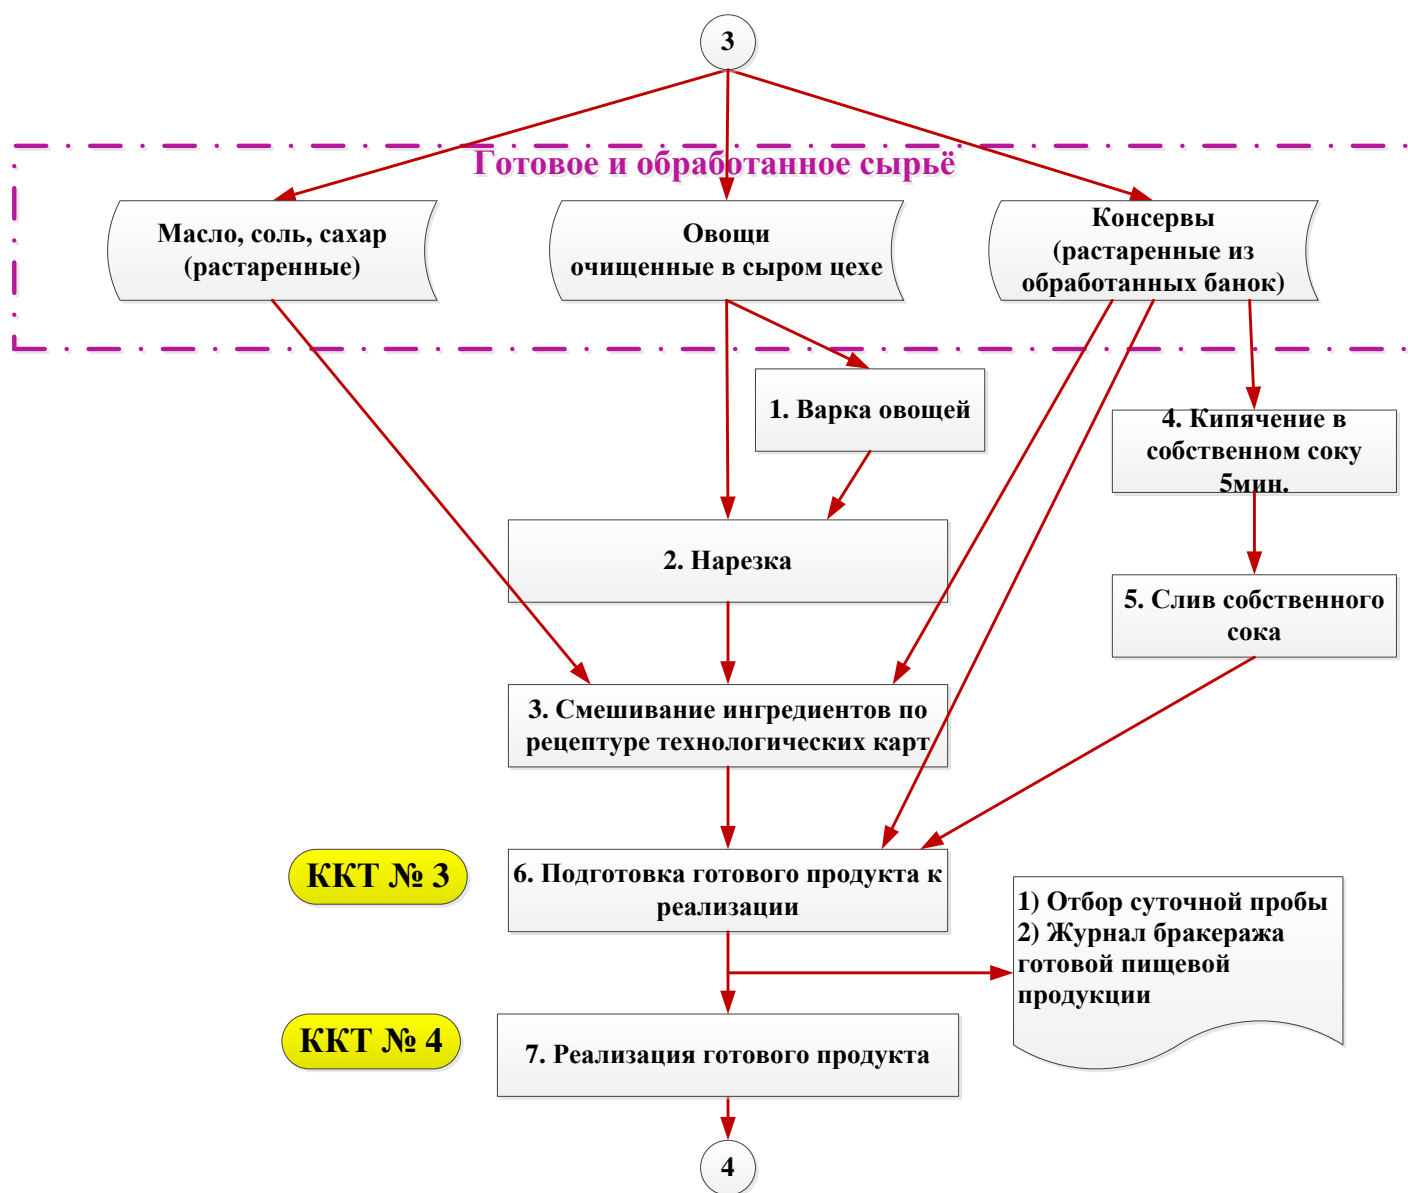 3
Готовое и обработанное сырьё
Масло, соль, сахар
(растаренные)
Овощи
очищенные в сыром цехе
Консервы
(растаренные из
обработанных банок)
1. Варка овощей
4. Кипячение в
собственном соку
5мин.
2. Нарезка
5. Слив собственного
сока
3. Смешивание ингредиентов по
рецептуре технологических карт
ККТ № 3
6. Подготовка готового продукта к
реализации
1) Отбор суточной пробы
2) Журнал бракеража
готовой пищевой
продукции
ККТ № 4
7. Реализация готового продукта
4